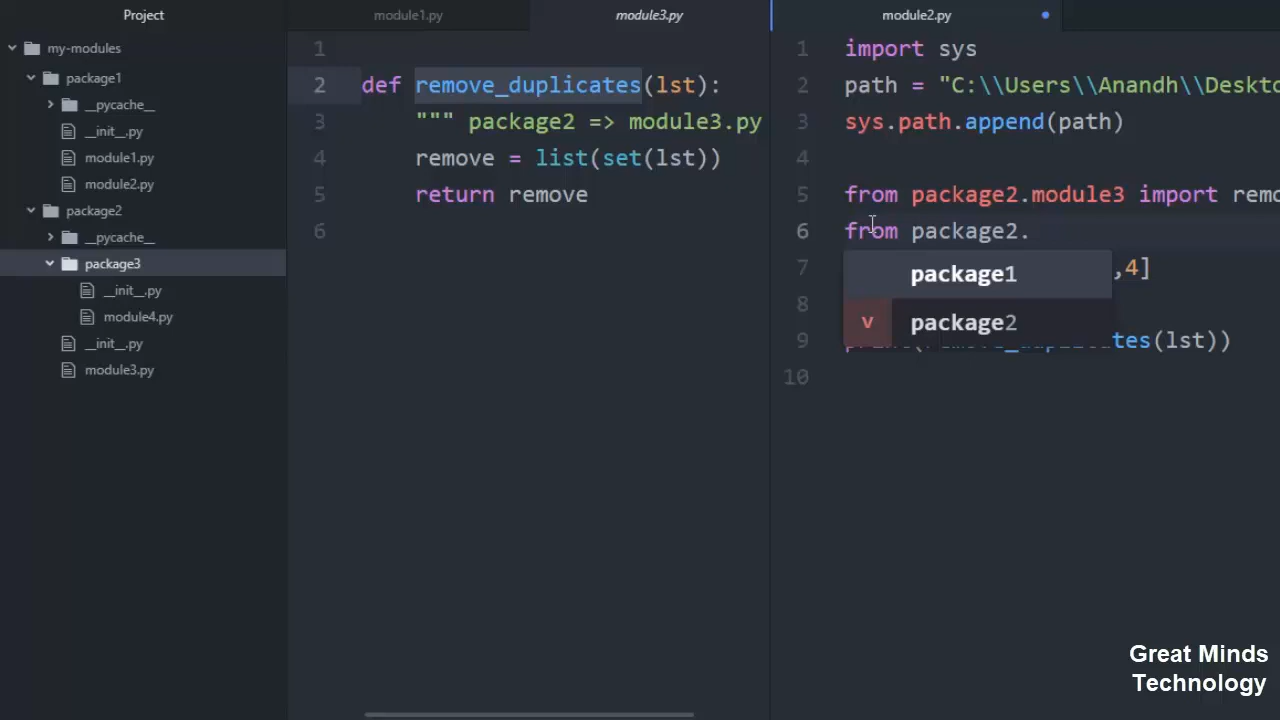 Project
my-modules
package1
__pycache__
__init__.py
module1.py
module2.py
package2
__pycache__
package3
__init__.py
module4.py
__init__.py
module3.py
module1.py
module3.py
1
2 def remove_duplicates(lst):
3 """ package2 => module3.py
4 remove = list(set(lst))
5 return remove
6
module2.py
1 import sys
2 path = "C:\\Users\\Anandh\\Deskto
3 sys.path.append(path)
4
5 from package2.module3 import remo
6 from package2.
7 ,4]
package1
8
v package2
9 print(remove_duplicates(lst))
10
Great Minds
Technology